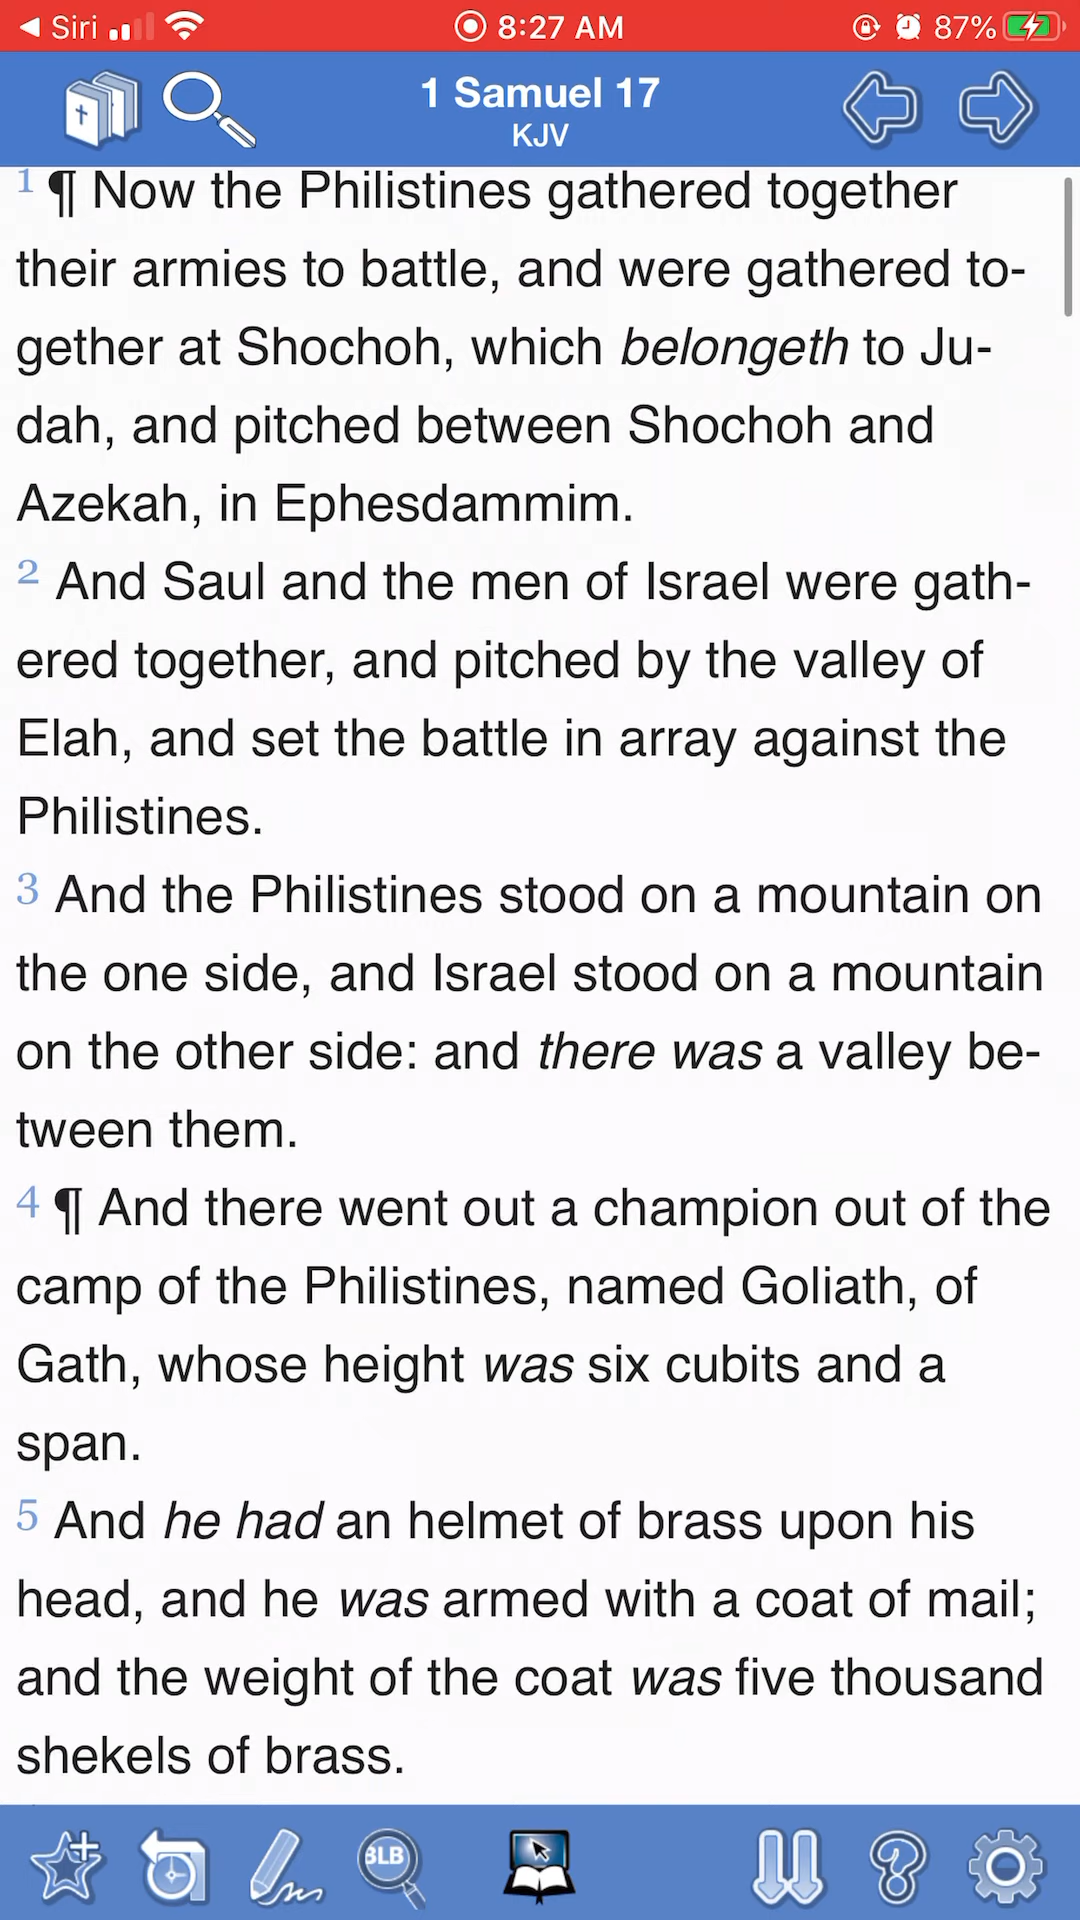 ◀ Siri 8:27 AM 87%
1 Samuel 17
KJV
1 ¶ Now the Philistines gathered together
their armies to battle, and were gathered to-
gether at Shochoh, which belongeth to Ju-
dah, and pitched between Shochoh and
Azekah, in Ephesdammim.
2 And Saul and the men of Israel were gath-
ered together, and pitched by the valley of
Elah, and set the battle in array against the
Philistines.
3 And the Philistines stood on a mountain on
the one side, and Israel stood on a mountain
on the other side: and there was a valley be-
tween them.
4 ¶ And there went out a champion out of the
camp of the Philistines, named Goliath, of
Gath, whose height was six cubits and a
span.
5 And he had an helmet of brass upon his
head, and he was armed with a coat of mail;
and the weight of the coat was five thousand
shekels of brass.
BLB